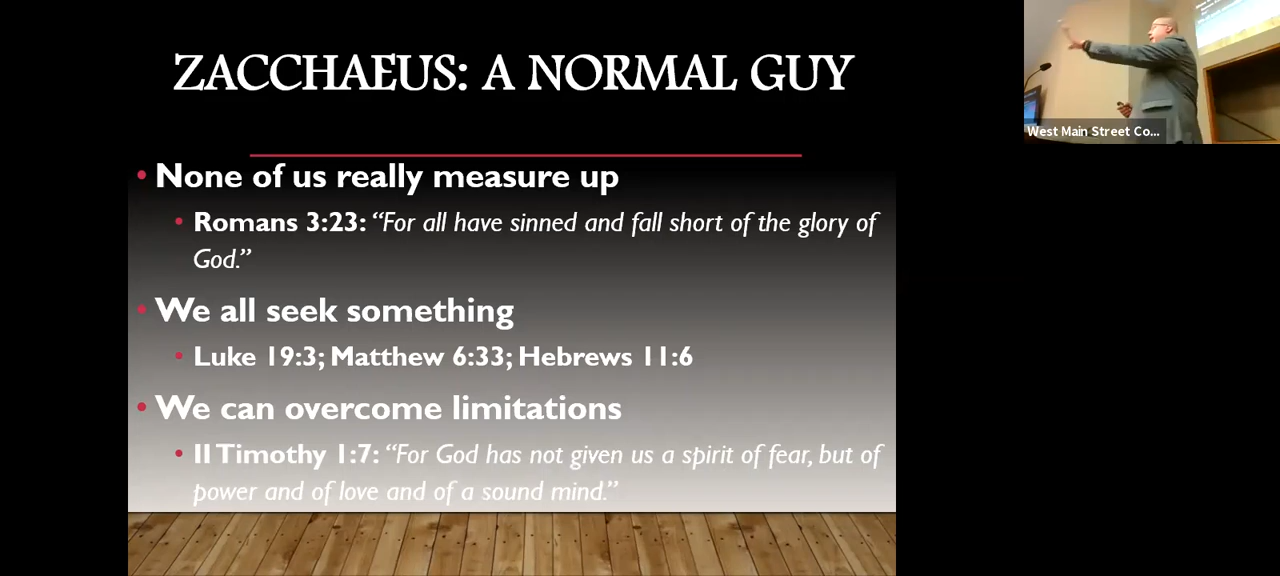 ZACCHAEUS: A NORMAL GUY
• None of us really measure up
• Romans 3:23: “For all have sinned and fall short of the glory of
God.”
• We all seek something
• Luke 19:3; Matthew 6:33; Hebrews 11:6
• We can overcome limitations
• II Timothy 1:7: “For God has not given us a spirit of fear, but of
power and of love and of a sound mind.”
West Main Street Co...